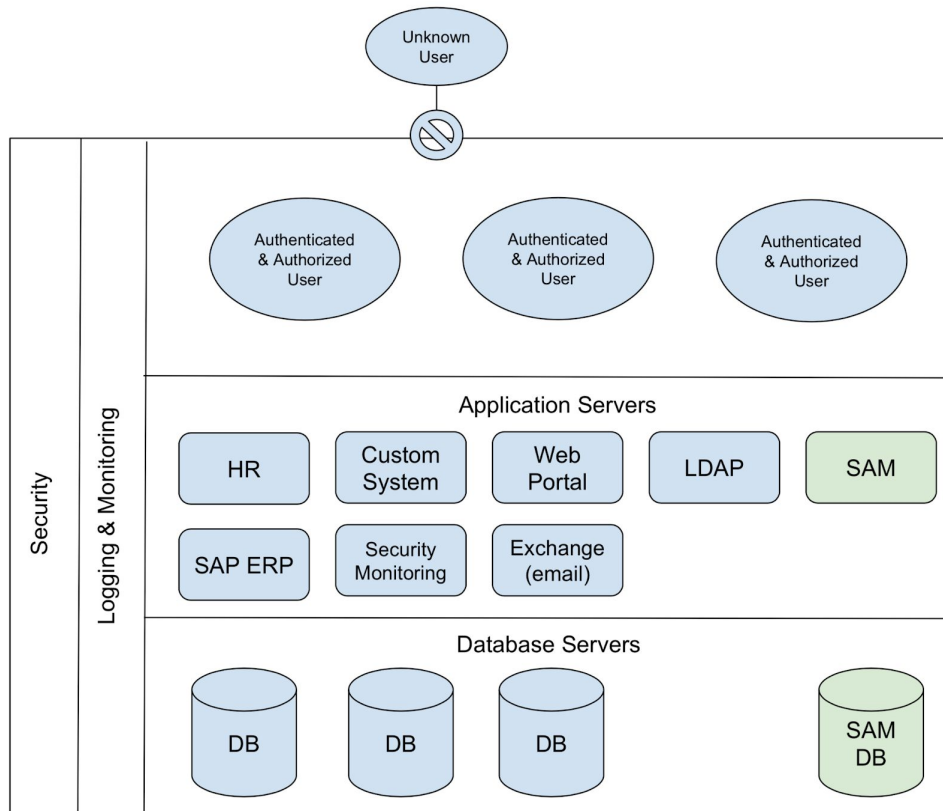 Unknown
User
Security
Logging & Monitoring
Authenticated
& Authorized
User
Authenticated
& Authorized
User
Authenticated
& Authorized
User
Application Servers
HR
Custom
System
Web
Portal
LDAP
SAM
SAP ERP
Security
Monitoring
Exchange
(email)
Database Servers
DB
DB
DB
SAM
DB